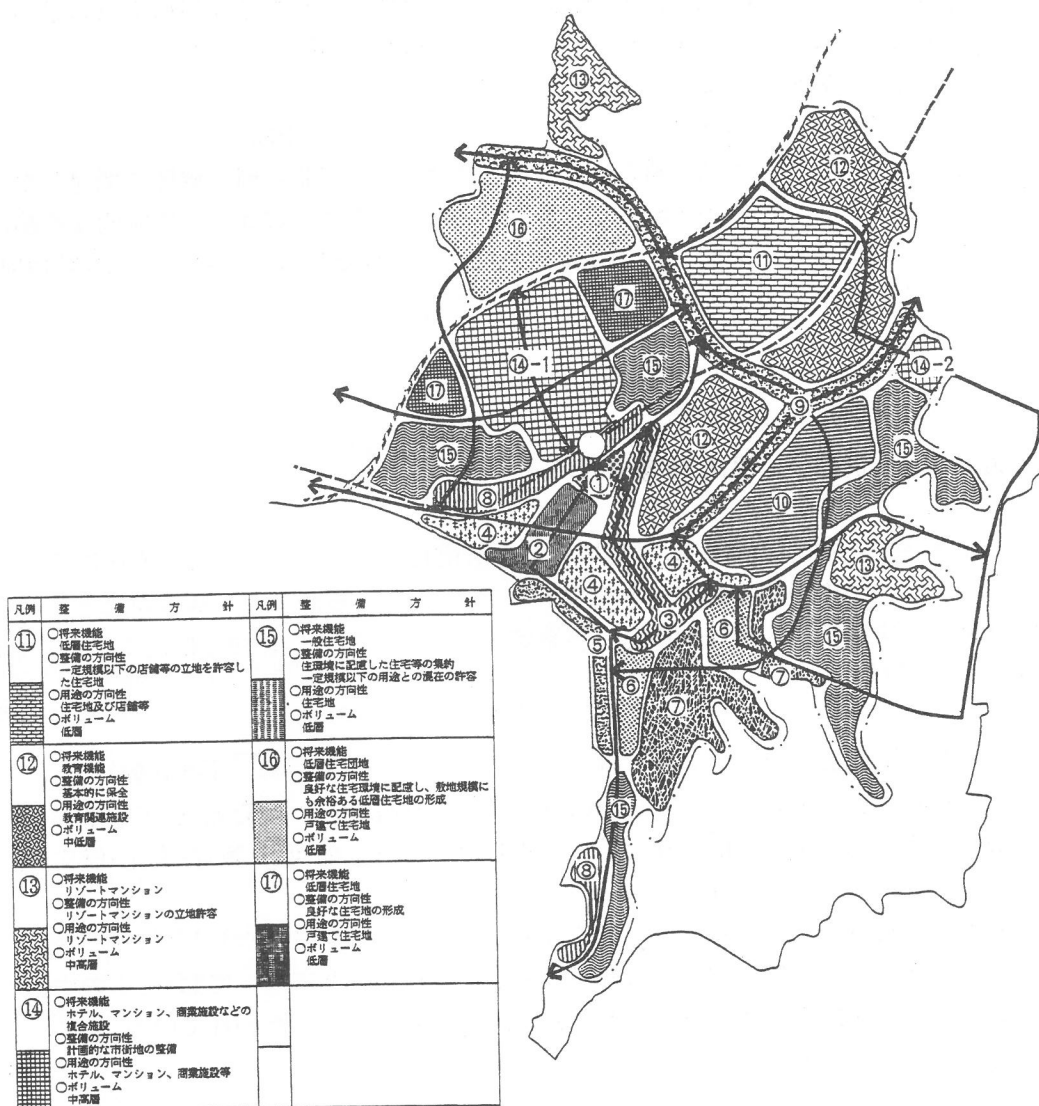 ⑬
⑫
⑯
⑪
⑰
⑭-1
⑮
⑭-2
⑰
⑨
⑫
⑮
⑮
①
⑧
⑩
④
②
④
④
⑬
③
⑤
⑥
⑮
⑥
⑦
⑦
⑮
⑧
凡例 整備方針 凡例 整備方針
⑪
○将来機能
低層住宅地
○整備の方向性
一定規模以下の店舗等の立地を許容し
た住宅地
○用途の方向性
住宅地及び店舗等
○ボリューム
低層
⑮
○将来機能
一般住宅地
○整備の方向性
住環境に配慮した住宅等の集約
一定規模以下の用途との混在の許容
○用途の方向性
住宅地
○ボリューム
低層
⑫
○将来機能
教育機能
○整備の方向性
基本的に保全
○用途の方向性
教育関連施設
○ボリューム
中低層
⑯
○将来機能
低層住宅団地
○整備の方向性
良好な住宅環境に配慮し、敷地規模に
も余裕ある低層住宅地の形成
○用途の方向性
戸建て住宅地
○ボリューム
低層
⑬
○将来機能
リゾートマンション
○整備の方向性
リゾートマンションの立地許容
○用途の方向性
リゾートマンション
○ボリューム
中高層
⑰
○将来機能
低層住宅地
○整備の方向性
良好な住宅地の形成
○用途の方向性
戸建て住宅地
○ボリューム
低層
⑭
○将来機能
ホテル、マンション、商業施設などの
複合施設
○整備の方向性
計画的な市街地の整備
○用途の方向性
ホテル、マンション、商業施設等
○ボリューム
中高層